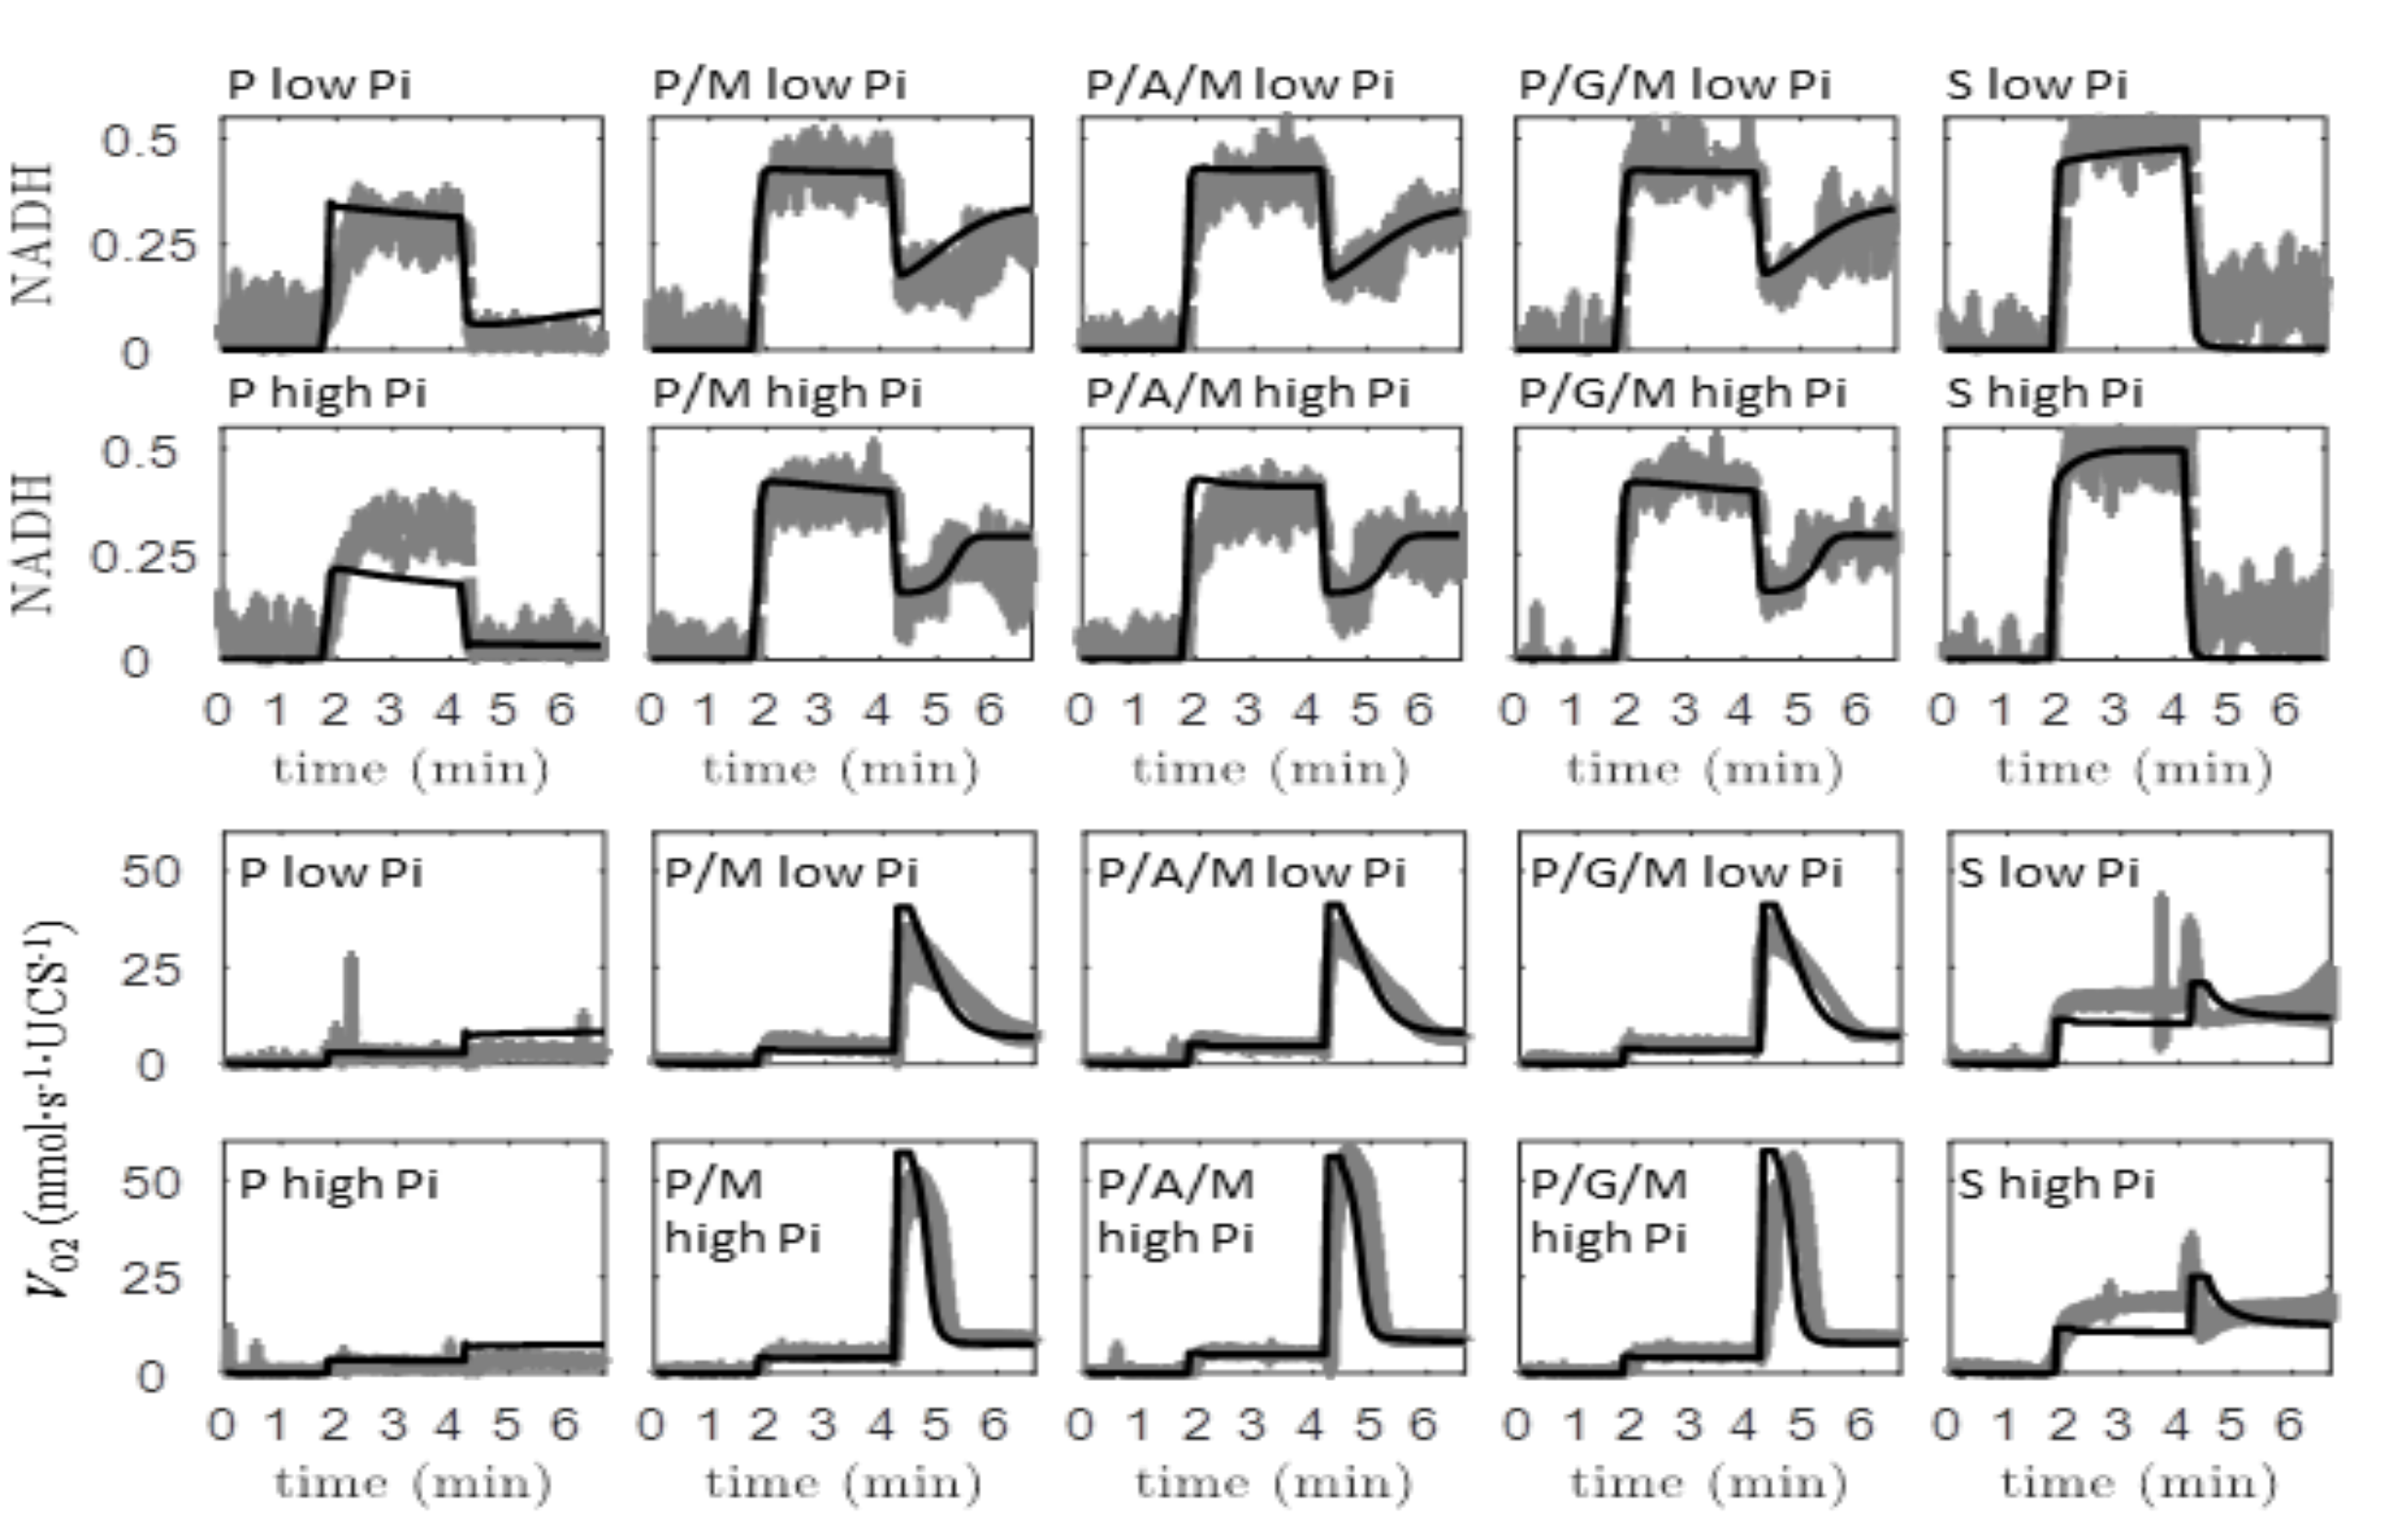 P low Pi P/M low Pi P/A/M low Pi P/G/M low Pi S low Pi
NADH
0.5
0.25
0
P high Pi P/M high Pi P/A/M high Pi P/G/M high Pi S high Pi
NADH
0.5
0.25
0
0 1 2 3 4 5 6 0 1 2 3 4 5 6 0 1 2 3 4 5 6 0 1 2 3 4 5 6 0 1 2 3 4 5 6
time (min) time (min) time (min) time (min) time (min)
V02 (nmol·s-1·UCS-1)
50
25
0
P low Pi P/M low Pi P/A/M low Pi P/G/M low Pi S low Pi
50
25
0
P high Pi P/M P/A/M P/G/M S high Pi
high Pi high Pi high Pi
0 1 2 3 4 5 6 0 1 2 3 4 5 6 0 1 2 3 4 5 6 0 1 2 3 4 5 6 0 1 2 3 4 5 6
time (min) time (min) time (min) time (min) time (min)